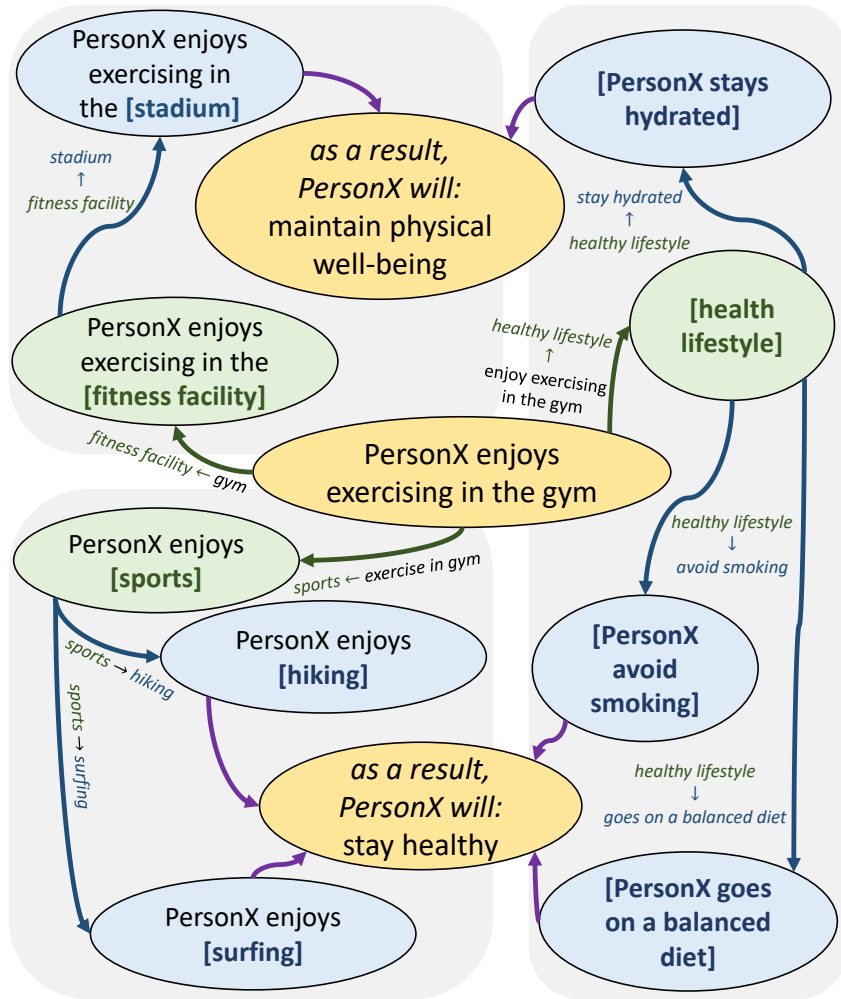 PersonX enjoys
exercising in
the [stadium]
as a result,
PersonX will:
maintain physical
well-being
[PersonX stays
hydrated]
stadium
↑
fitness facility
stay hydrated
↑
healthy lifestyle
PersonX enjoys
exercising in the
[fitness facility]
[health
lifestyle]
healthy lifestyle
↑
enjoy exercising
in the gym
fitness facility ← gym
PersonX enjoys
exercising in the gym
PersonX enjoys
[sports]
sports ← exercise in gym
healthy lifestyle
↓
avoid smoking
sports → hiking
PersonX enjoys
[hiking]
[PersonX
avoid
smoking]
sports → surfing
as a result,
PersonX will:
stay healthy
healthy lifestyle
↓
goes on a balanced diet
PersonX enjoys
[surfing]
[PersonX goes
on a balanced
diet]